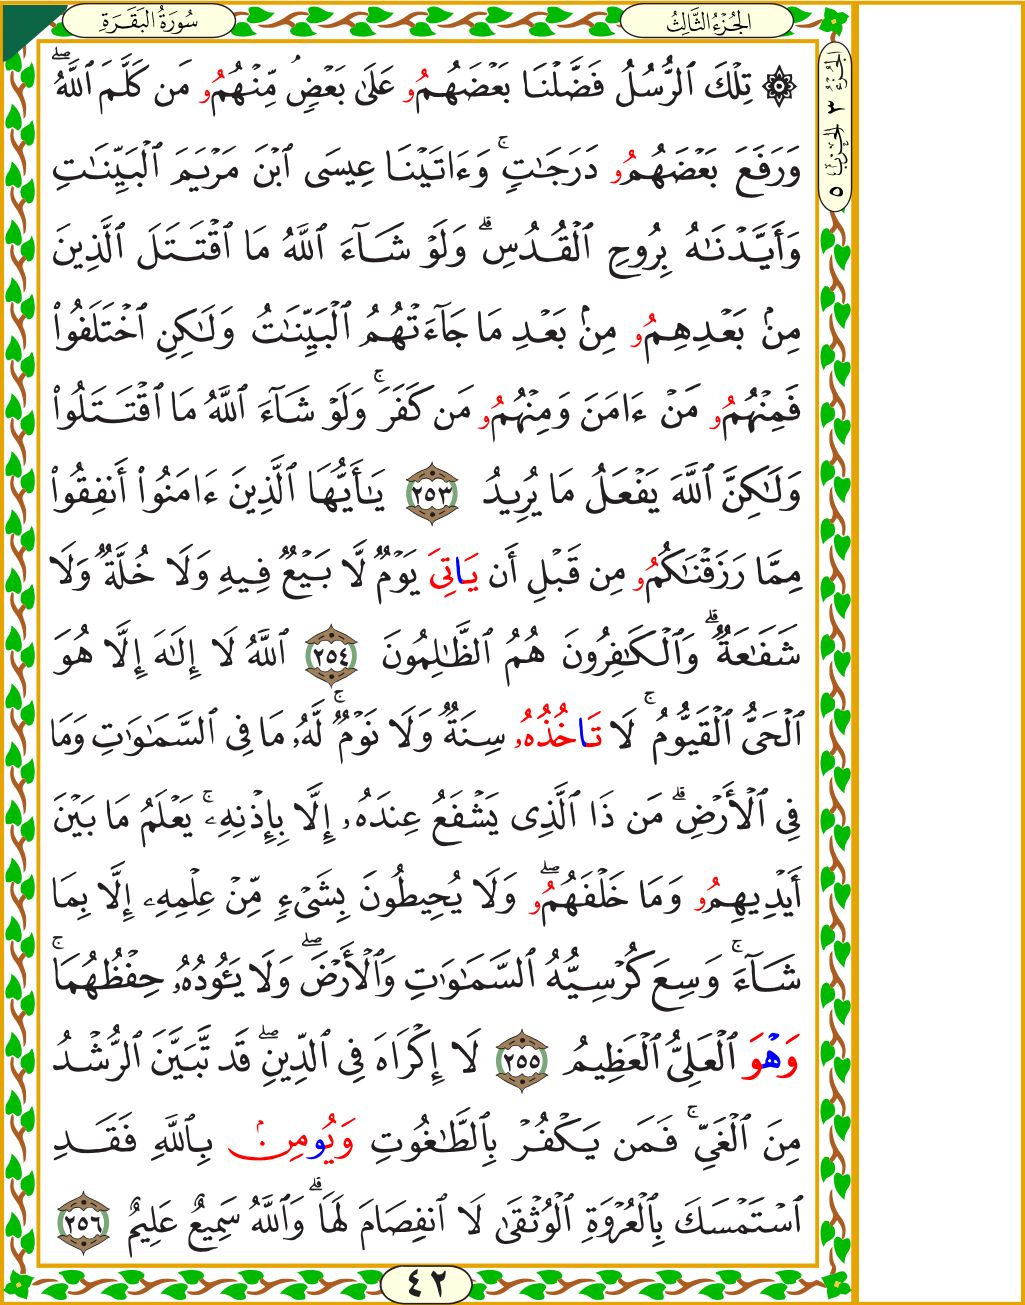 سُورَةُ البَقَرَةِ
الجُزْءُ الثَّالِثُ
الجُزْءُ ٣ الحِزْبُ ٥
۞ تِلْكَ ٱلرُّسُلُ فَضَّلْنَا بَعْضَهُمُۥ عَلَىٰ بَعْضٖ مِّنْهُمُۥ مَن كَلَّمَ ٱللَّهُۖ
وَرَفَعَ بَعْضَهُمُۥ دَرَجَٰتٖۚ وَءَاتَيْنَا عِيسَى ٱبْنَ مَرْيَمَ ٱلْبَيِّنَٰتِ
وَأَيَّدْنَٰهُ بِرُوحِ ٱلْقُدُسِۗ وَلَوْ شَآءَ ٱللَّهُ مَا ٱقْتَتَلَ ٱلَّذِينَ
مِنۢ بَعْدِهِمُۥ مِنۢ بَعْدِ مَا جَآءَتْهُمُ ٱلْبَيِّنَٰتُ وَلَٰكِنِ ٱخْتَلَفُوا۟
فَمِنْهُمُۥ مَنْ ءَامَنَ وَمِنْهُمُۥ مَن كَفَرَۚ وَلَوْ شَآءَ ٱللَّهُ مَا ٱقْتَتَلُوا۟
وَلَٰكِنَّ ٱللَّهَ يَفْعَلُ مَا يُرِيدُ ٢٥٣ يَٰٓأَيُّهَا ٱلَّذِينَ ءَامَنُوٓا۟ أَنفِقُوا۟
مِمَّا رَزَقْنَٰكُمُۥ مِن قَبْلِ أَن يَاتِىَ يَوْمٌ لَّا بَيْعٌ فِيهِ وَلَا خُلَّةٌ وَلَا
شَفَٰعَةٌۗ وَٱلْكَٰفِرُونَ هُمُ ٱلظَّٰلِمُونَ ٢٥٤ ٱللَّهُ لَا إِلَٰهَ إِلَّا هُوَ
ٱلْحَىُّ ٱلْقَيُّومُۚ لَا تَاخُذُهُۥ سِنَةٌ وَلَا نَوْمٌۚ لَّهُۥ مَا فِى ٱلسَّمَٰوَٰتِ وَمَا
فِى ٱلْأَرْضِۗ مَن ذَا ٱلَّذِى يَشْفَعُ عِندَهُۥ إِلَّا بِإِذْنِهِۦۚ يَعْلَمُ مَا بَيْنَ
أَيْدِيهِمُۥ وَمَا خَلْفَهُمُۥۖ وَلَا يُحِيطُونَ بِشَىْءٍ مِّنْ عِلْمِهِۦ إِلَّا بِمَا
شَآءَۚ وَسِعَ كُرْسِيُّهُ ٱلسَّمَٰوَٰتِ وَٱلْأَرْضَۖ وَلَا يَـُٔودُهُۥ حِفْظُهُمَاۚ
وَهْوَ ٱلْعَلِىُّ ٱلْعَظِيمُ ٢٥٥ لَا إِكْرَاهَ فِى ٱلدِّينِۖ قَد تَّبَيَّنَ ٱلرُّشْدُ
مِنَ ٱلْغَىِّۚ فَمَن يَكْفُرْ بِٱلطَّٰغُوتِ وَيُومِنۢ بِٱللَّهِ فَقَدِ
ٱسْتَمْسَكَ بِٱلْعُرْوَةِ ٱلْوُثْقَىٰ لَا ٱنفِصَامَ لَهَاۗ وَٱللَّهُ سَمِيعٌ عَلِيمٌ ٢٥٦
٤٢